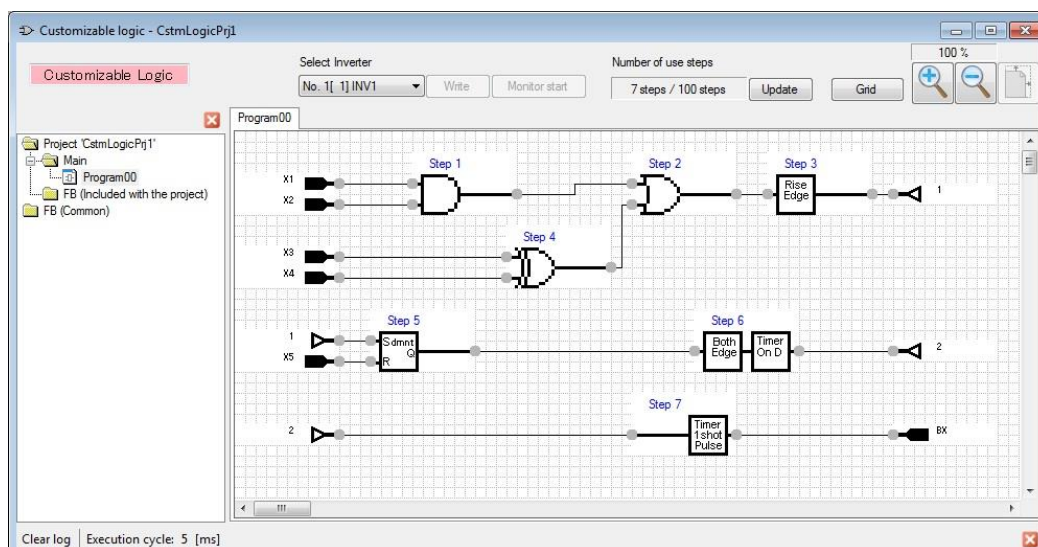 Customizable logic - CstmLogicPrj1
Customizable Logic
Select Inverter
No. 1[ 1] INV1
Write
Monitor start
Number of use steps
7 steps / 100 steps
Update
Grid
100 %
Project 'CstmLogicPrj1'
Main
Program00
FB (Included with the project)
FB (Common)
Program00
Step 1
Step 2
Step 3
X1
X2
Rise
Edge
1
Step 4
X3
X4
Step 5
Step 6
1
X5
S dmnt
Q
R
Both
Edge
Timer
On D
2
Step 7
2
Timer
1shot
Pulse
BX
Clear log
Execution cycle: 5 [ms]